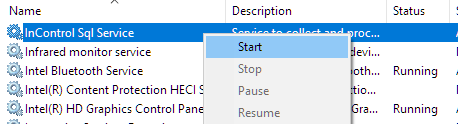 Name Description Status
InControl Sql Service Service to collect and proc...
Infrared monitor service Start devi...
Intel Bluetooth Service Stop Running
Intel(R) Content Protection HECI S Pause
Intel(R) HD Graphics Control Pane Resume Running